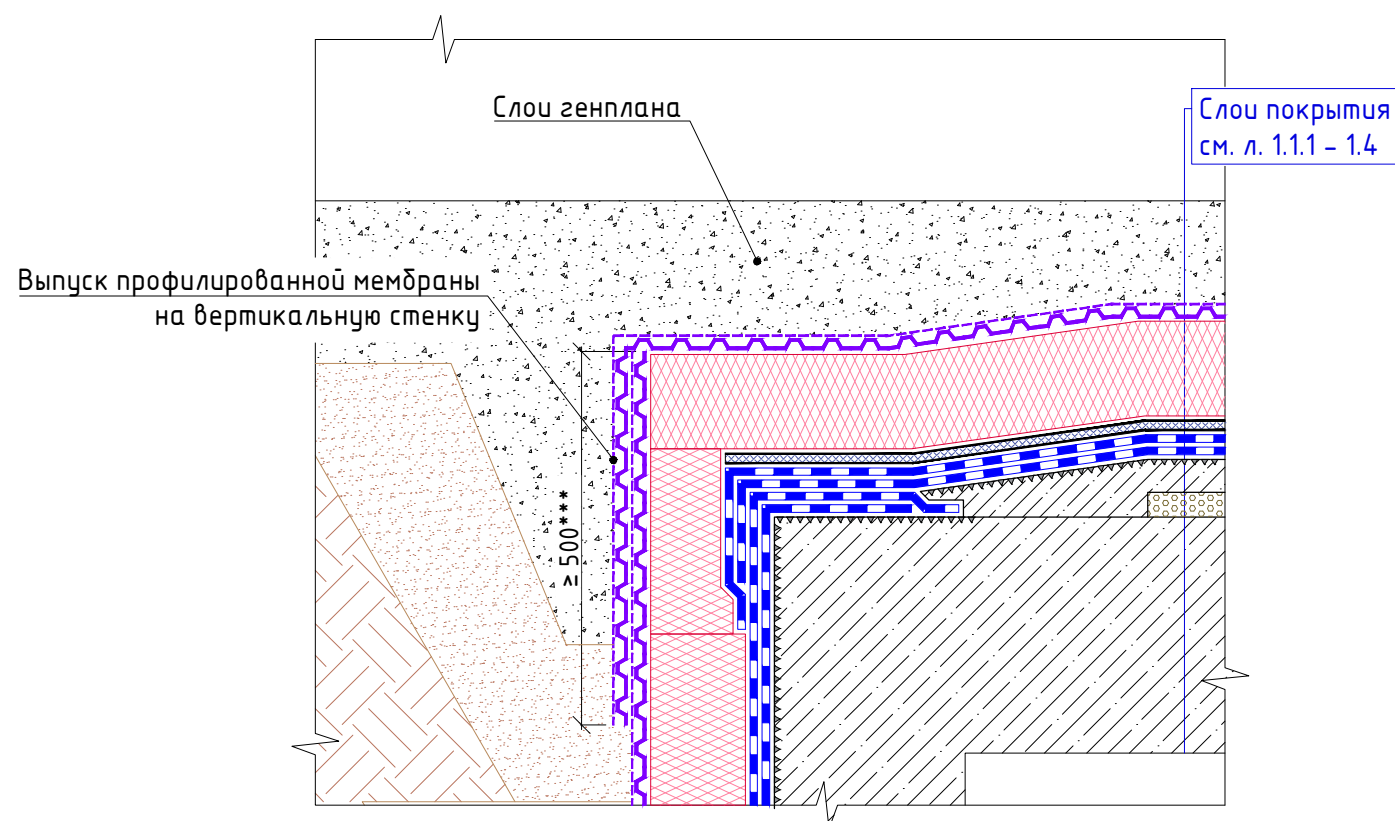 Слои генплана
Слои покрытия
см. л. 1.1.1 – 1.4
Выпуск профилированной мембраны
на вертикальную стенку
≥ 500***